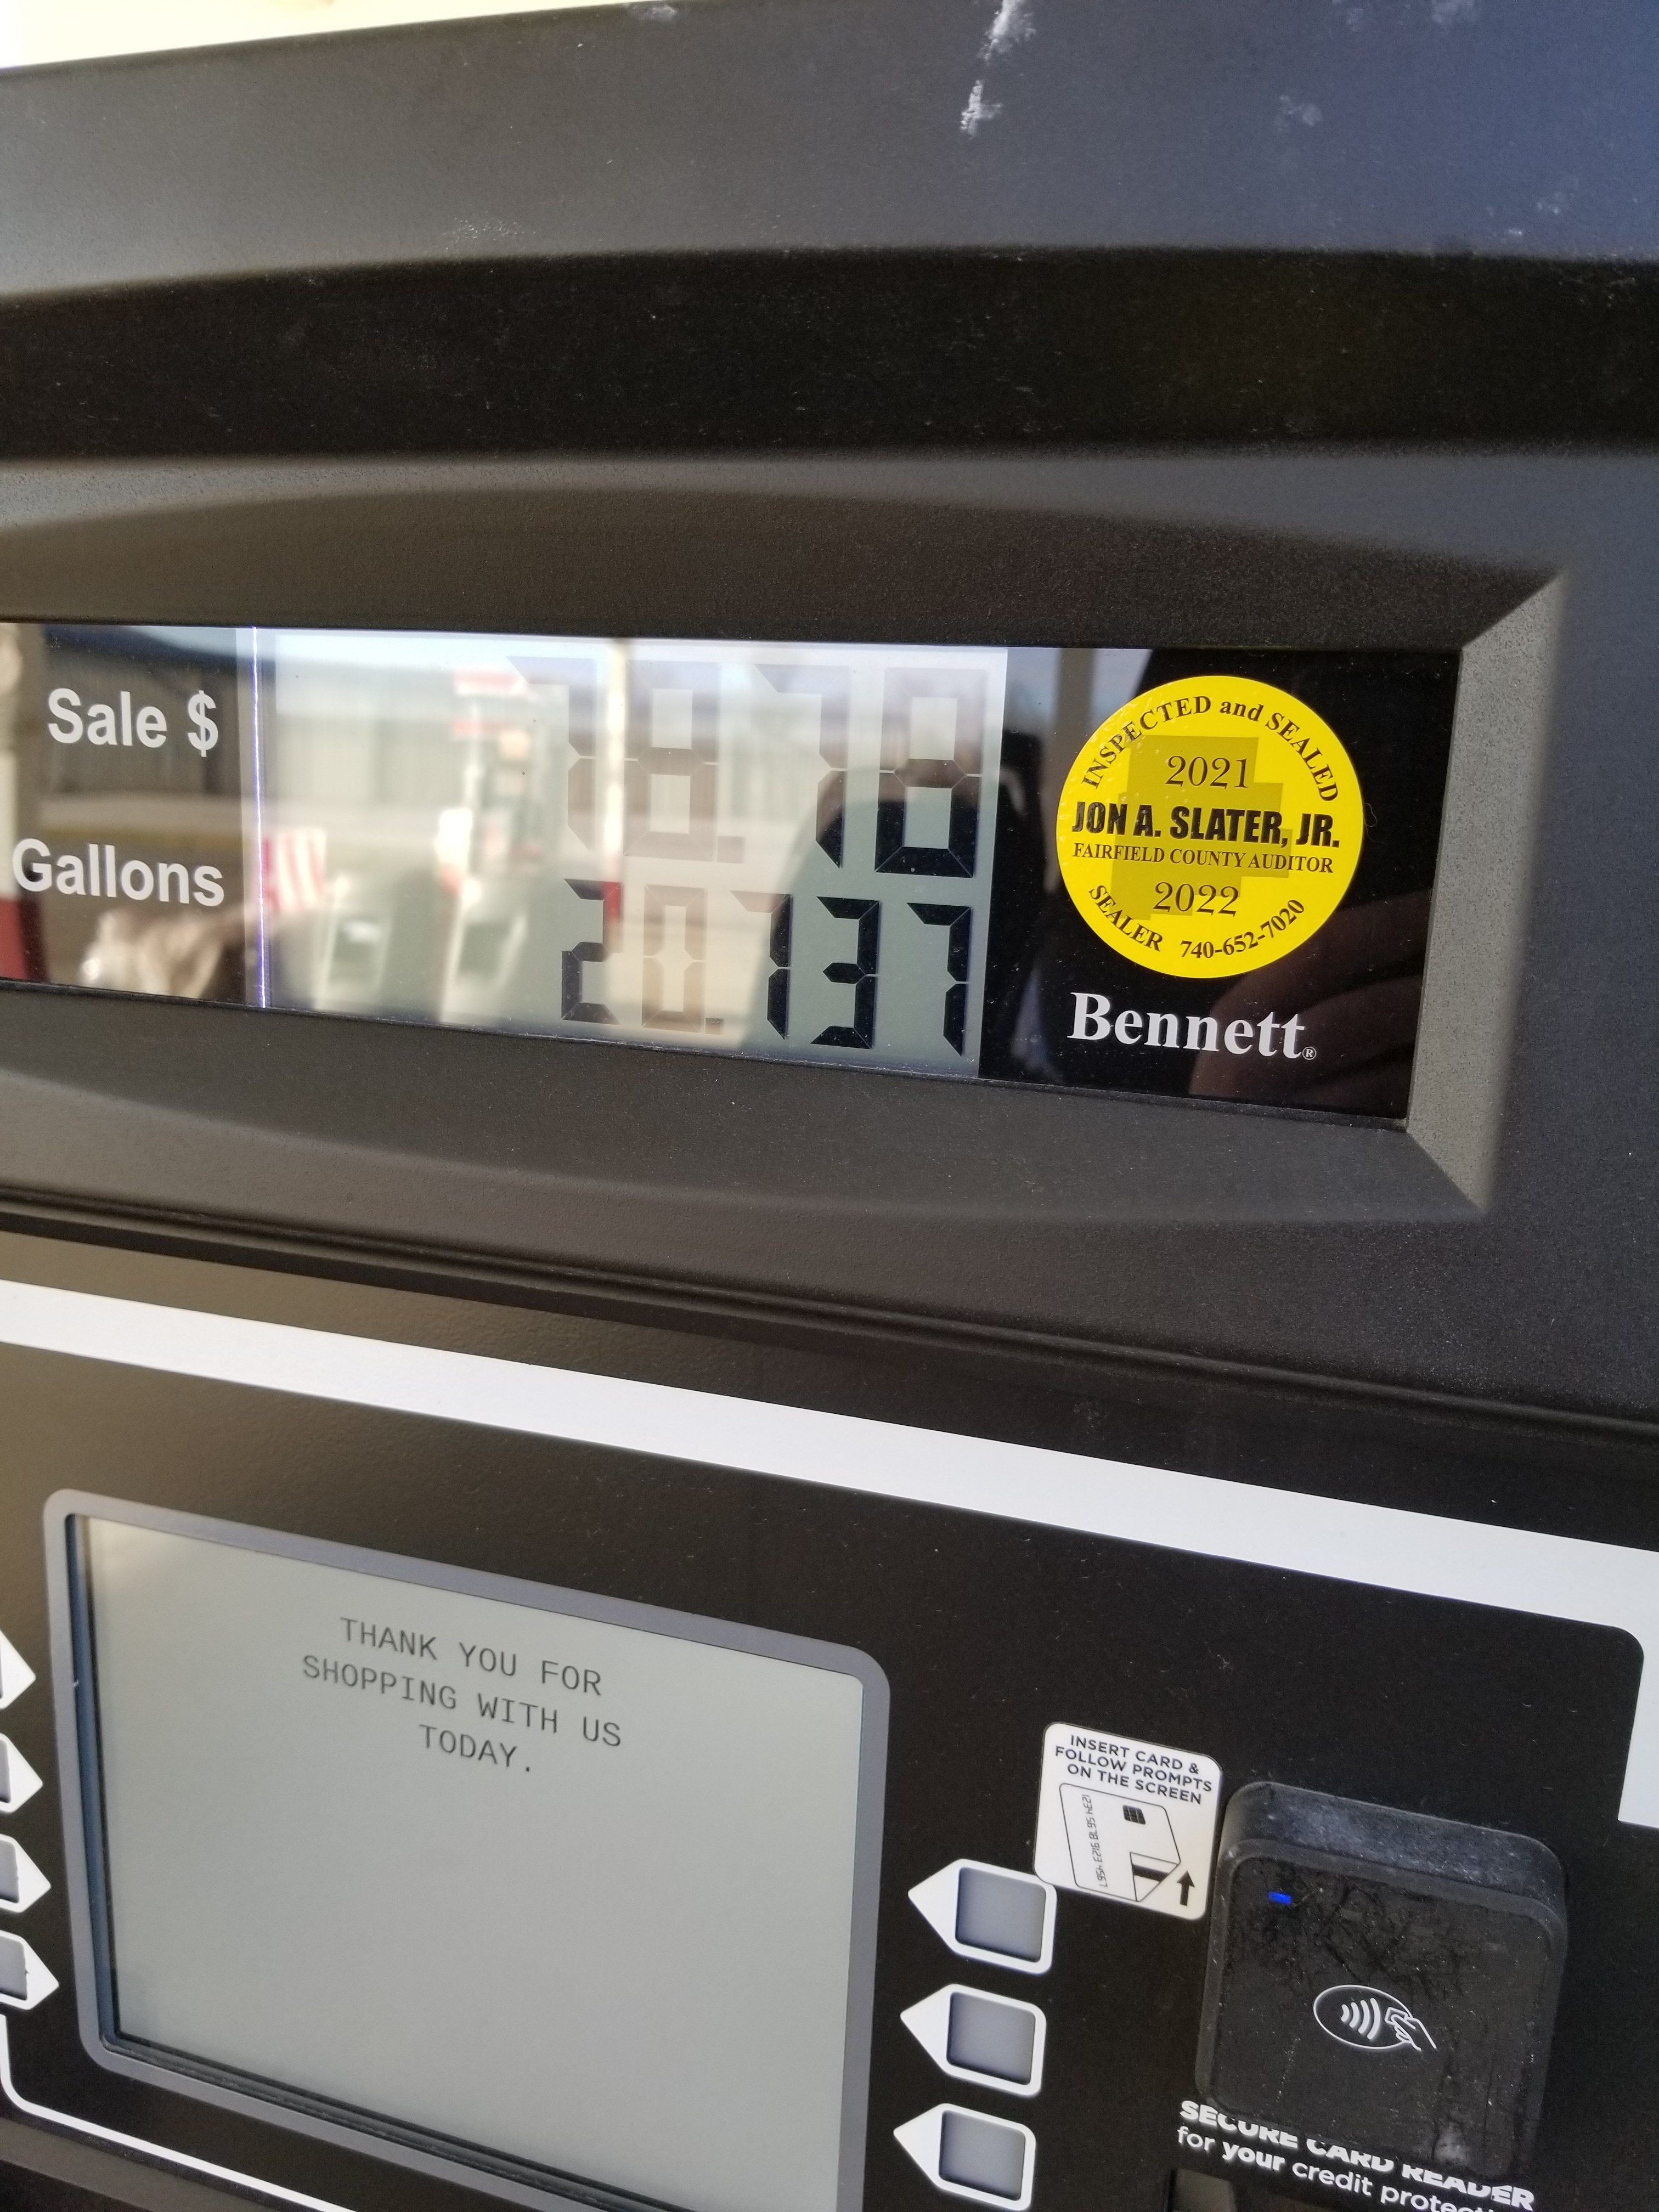 Sale $ 78.78
Gallons 20.737
INSPECTED and SEALED
2021
JON A. SLATER, JR.
FAIRFIELD COUNTY AUDITOR
2022
SEALER 740-652-7020
Bennett®
THANK YOU FOR
SHOPPING WITH US
TODAY.
INSERT CARD &
FOLLOW PROMPTS
ON THE SCREEN
SECURE CARD READER
for your credit